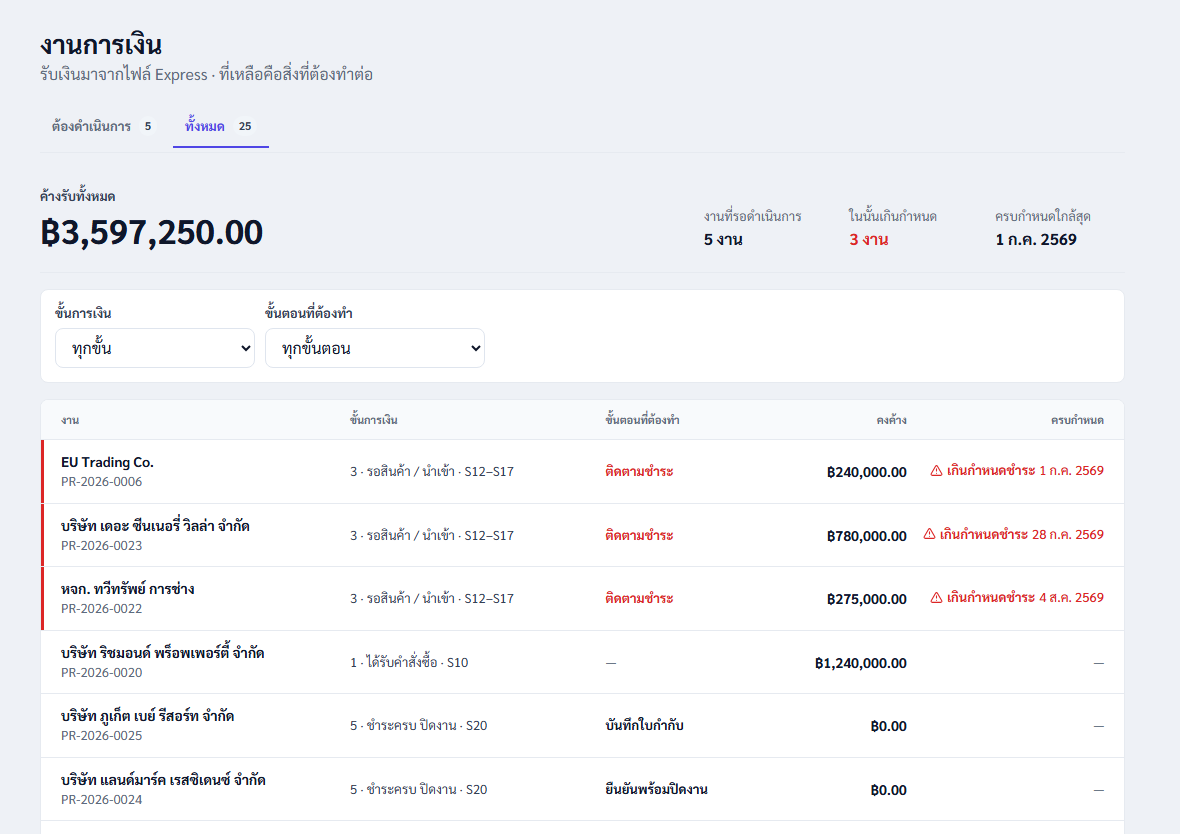 งานการเงิน
รับเงินมาจากไฟล์ Express · ที่เหลือคือสิ่งที่ต้องทำต่อ
ต้องดำเนินการ 5 ทั้งหมด 25
ค้างรับทั้งหมด
฿3,597,250.00
งานที่รอดำเนินการ ในนั้นเกินกำหนด ครบกำหนดใกล้สุด
5 งาน 3 งาน 1 ก.ค. 2569
ขั้นการเงิน ขั้นตอนที่ต้องทำ
ทุกขั้น ทุกขั้นตอน
งาน ขั้นการเงิน ขั้นตอนที่ต้องทำ คงค้าง ครบกำหนด
EU Trading Co.
PR-2026-0006
3 · รอสินค้า / นำเข้า · S12–S17 ติดตามชำระ ฿240,000.00 เกินกำหนดชำระ 1 ก.ค. 2569
บริษัท เดอะ ซีนเนอรี่ วิลล่า จำกัด
PR-2026-0023
3 · รอสินค้า / นำเข้า · S12–S17 ติดตามชำระ ฿780,000.00 เกินกำหนดชำระ 28 ก.ค. 2569
หจก. ทวีทรัพย์ การช่าง
PR-2026-0022
3 · รอสินค้า / นำเข้า · S12–S17 ติดตามชำระ ฿275,000.00 เกินกำหนดชำระ 4 ส.ค. 2569
บริษัท ริชมอนด์ พร็อพเพอร์ตี้ จำกัด
PR-2026-0020
1 · ได้รับคำสั่งซื้อ · S10 — ฿1,240,000.00 —
บริษัท ภูเก็ต เบย์ รีสอร์ท จำกัด
PR-2026-0025
5 · ชำระครบ ปิดงาน · S20 บันทึกใบกำกับ ฿0.00 —
บริษัท แลนด์มาร์ค เรสซิเดนซ์ จำกัด
PR-2026-0024
5 · ชำระครบ ปิดงาน · S20 ยืนยันพร้อมปิดงาน ฿0.00 —